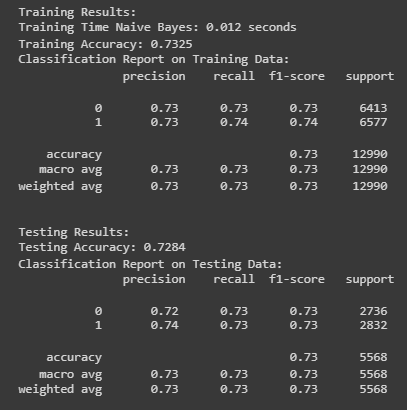 Training Results:
Training Time Naive Bayes: 0.012 seconds
Training Accuracy: 0.7325
Classification Report on Training Data:
precision recall f1-score support
0 0.73 0.73 0.73 6413
1 0.73 0.74 0.74 6577
accuracy 0.73 12990
macro avg 0.73 0.73 0.73 12990
weighted avg 0.73 0.73 0.73 12990
Testing Results:
Testing Accuracy: 0.7284
Classification Report on Testing Data:
precision recall f1-score support
0 0.72 0.73 0.73 2736
1 0.74 0.73 0.73 2832
accuracy 0.73 5568
macro avg 0.73 0.73 0.73 5568
weighted avg 0.73 0.73 0.73 5568